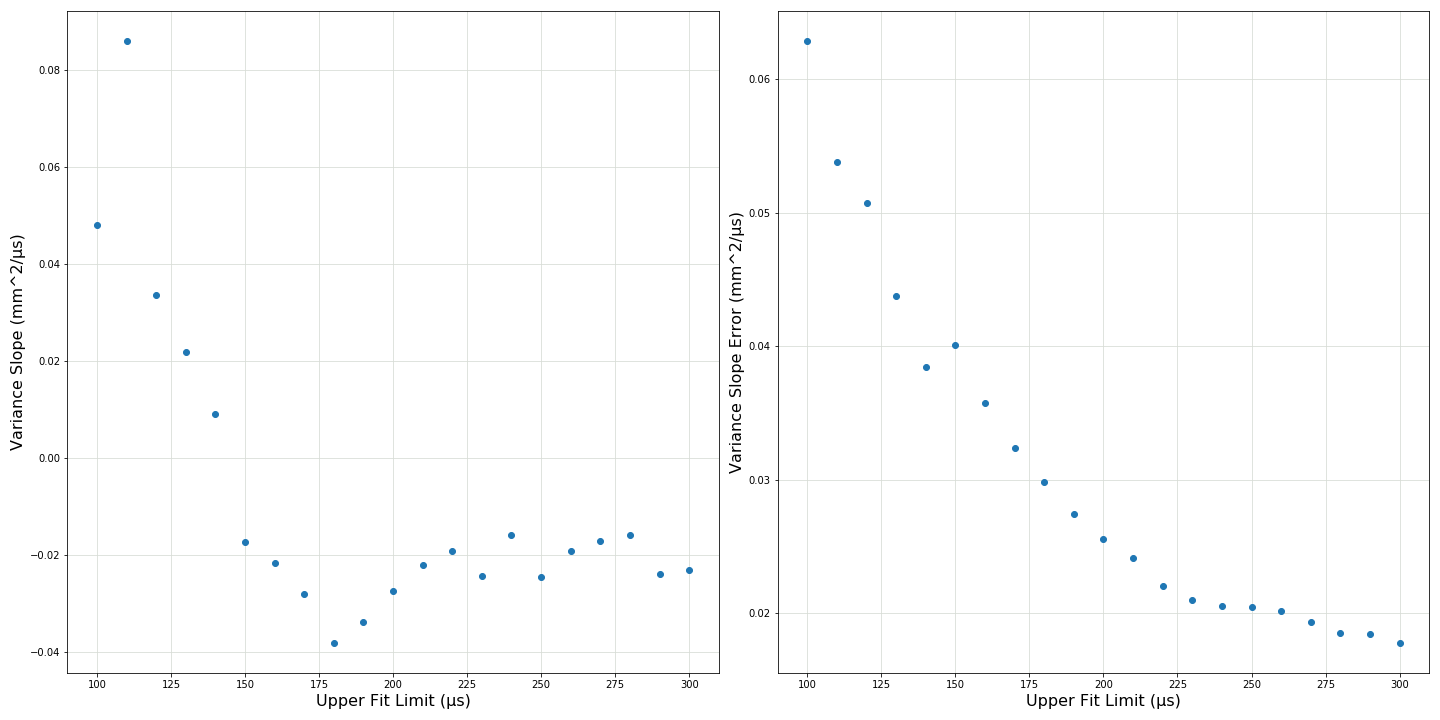 0.08
0.06
0.04
0.02
0.00
−0.02
−0.04
Variance Slope (mm^2/μs)
100 125 150 175 200 225 250 275 300
Upper Fit Limit (μs)
0.06
0.05
0.04
0.03
0.02
Variance Slope Error (mm^2/μs)
100 125 150 175 200 225 250 275 300
Upper Fit Limit (μs)